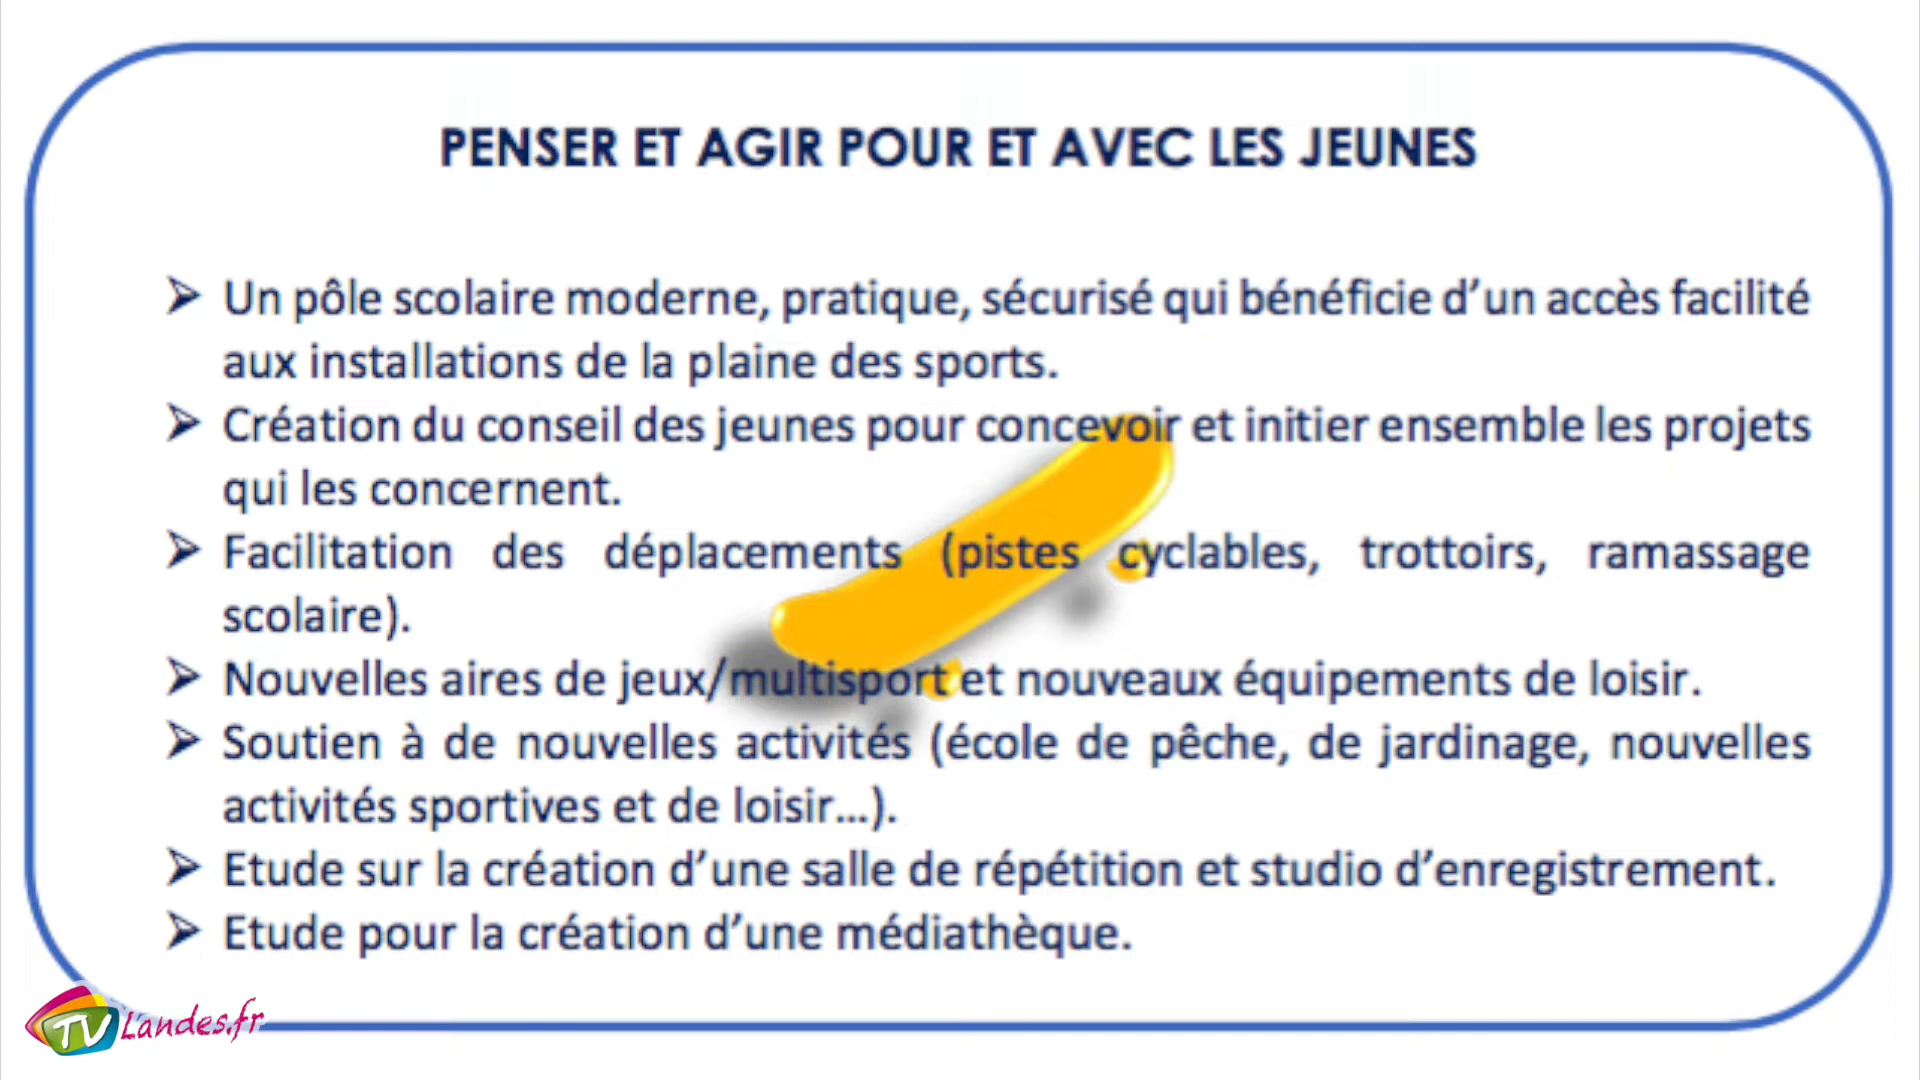 PENSER ET AGIR POUR ET AVEC LES JEUNES
➢ Un pôle scolaire moderne, pratique, sécurisé qui bénéficie d’un accès facilité
aux installations de la plaine des sports.
➢ Création du conseil des jeunes pour concevoir et initier ensemble les projets
qui les concernent.
➢ Facilitation des déplacements (pistes cyclables, trottoirs, ramassage
scolaire).
➢ Nouvelles aires de jeux/multisport et nouveaux équipements de loisir.
➢ Soutien à de nouvelles activités (école de pêche, de jardinage, nouvelles
activités sportives et de loisir…).
➢ Etude sur la création d’une salle de répétition et studio d’enregistrement.
➢ Etude pour la création d’une médiathèque.
TV Landes.fr